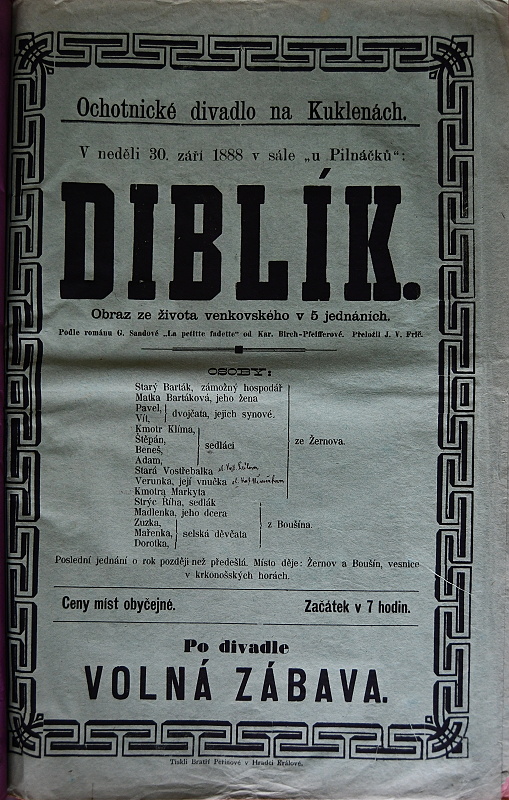 Ochotnické divadlo na Kuklenách.
V neděli 30. září 1888 v sále „u Pilnáčků":
DIBLÍK.
Obraz ze života venkovského v 5 jednáních.
Podle románu G. Sandové „La petitte fadette" od Kar. Birch-Pfeifferové. Přeložil J. V. Frič.
OSOBY:
Starý Barták, zámožný hospodář
Matka Bartáková, jeho žena
Pavel,
Vít,
dvojčata, jejich synové.
Kmotr Klíma,
Štěpán,
Beneš,
Adam,
sedláci
ze Žernova.
Stará Vostřebalka
Verunka, její vnučka
Kmotra Markyta
Strýc Říha, sedlák
Madlenka, jeho dcera
Zuzka,
Mařenka,
Dorotka,
selská děvčata
z Boušína.
Poslední jednání o rok později než předešlá. Místo děje: Žernov a Boušín, vesnice
v krkonošských horách.
Ceny míst obyčejné.
Začátek v 7 hodin.
Po divadle
VOLNÁ ZÁBAVA.
Tiskli Bratří Peřinové v Hradci Králové.